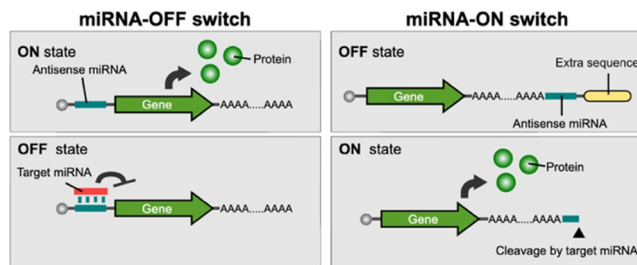 miRNA-OFF switch
ON state
Antisense miRNA
Protein
Gene
AAAA.....AAAA
OFF state
Target miRNA
Gene
AAAA.....AAAA
miRNA-ON switch
OFF state
Extra sequence
Gene
AAAA.....AAAA
Antisense miRNA
ON state
Protein
Gene
AAAA.....AAAA
Cleavage by target miRNA